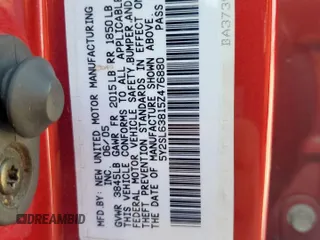 MFD BY: NEW UNITED MOTOR MANUFACTURING
INC. 06/05
GVWR 3845LB GAWR FR 2015LB RR 1850LB
THIS VEHICLE CONFORMS TO ALL APPLICABLE
FEDERAL MOTOR VEHICLE SAFETY, BUMPER, AND
THEFT PREVENTION STANDARDS IN EFFECT ON
THE DATE OF MANUFACTURE SHOWN ABOVE.
5Y2SL63815Z476880 PASS
BA373
© DREAMBID